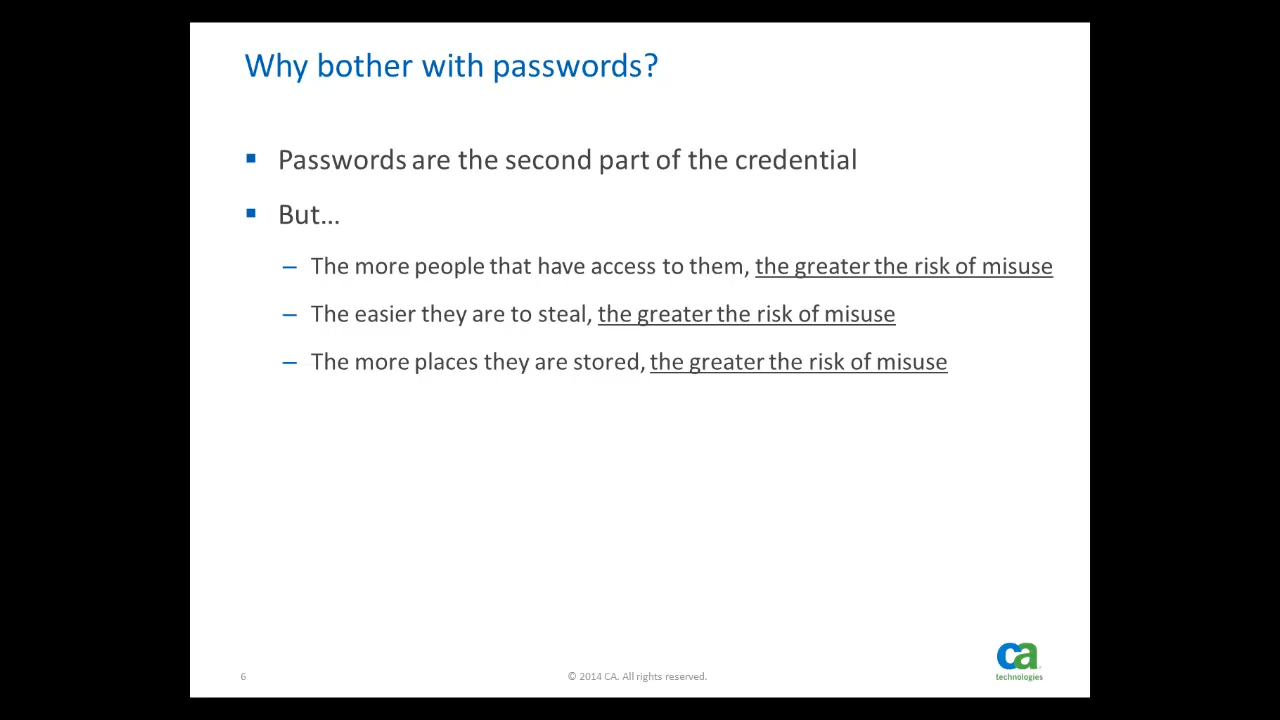 Why bother with passwords?
Passwords are the second part of the credential
But...
– The more people that have access to them, the greater the risk of misuse
– The easier they are to steal, the greater the risk of misuse
– The more places they are stored, the greater the risk of misuse
6
© 2014 CA. All rights reserved.
ca
technologies